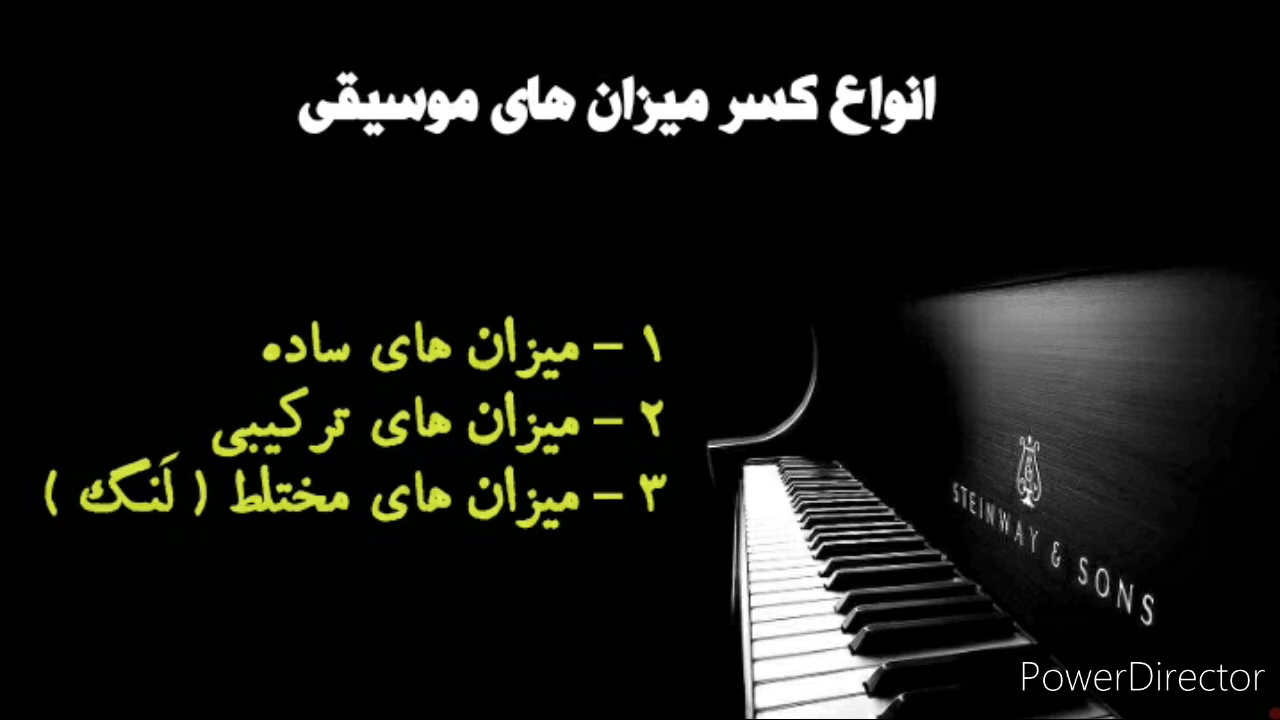 انواع کسر میزان های موسیقی
۱ – میزان های ساده
۲ – میزان های ترکیبی
۳ – میزان های مختلط ( لَنگ )
STEINWAY & SONS
PowerDirector